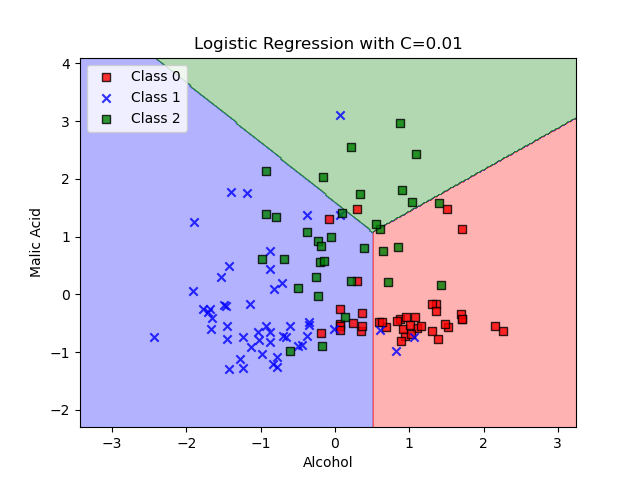 Logistic Regression with C=0.01
Class 0
Class 1
Class 2
4
3
2
1
0
−1
−2
Malic Acid
−3
−2
−1
0
1
2
3
Alcohol